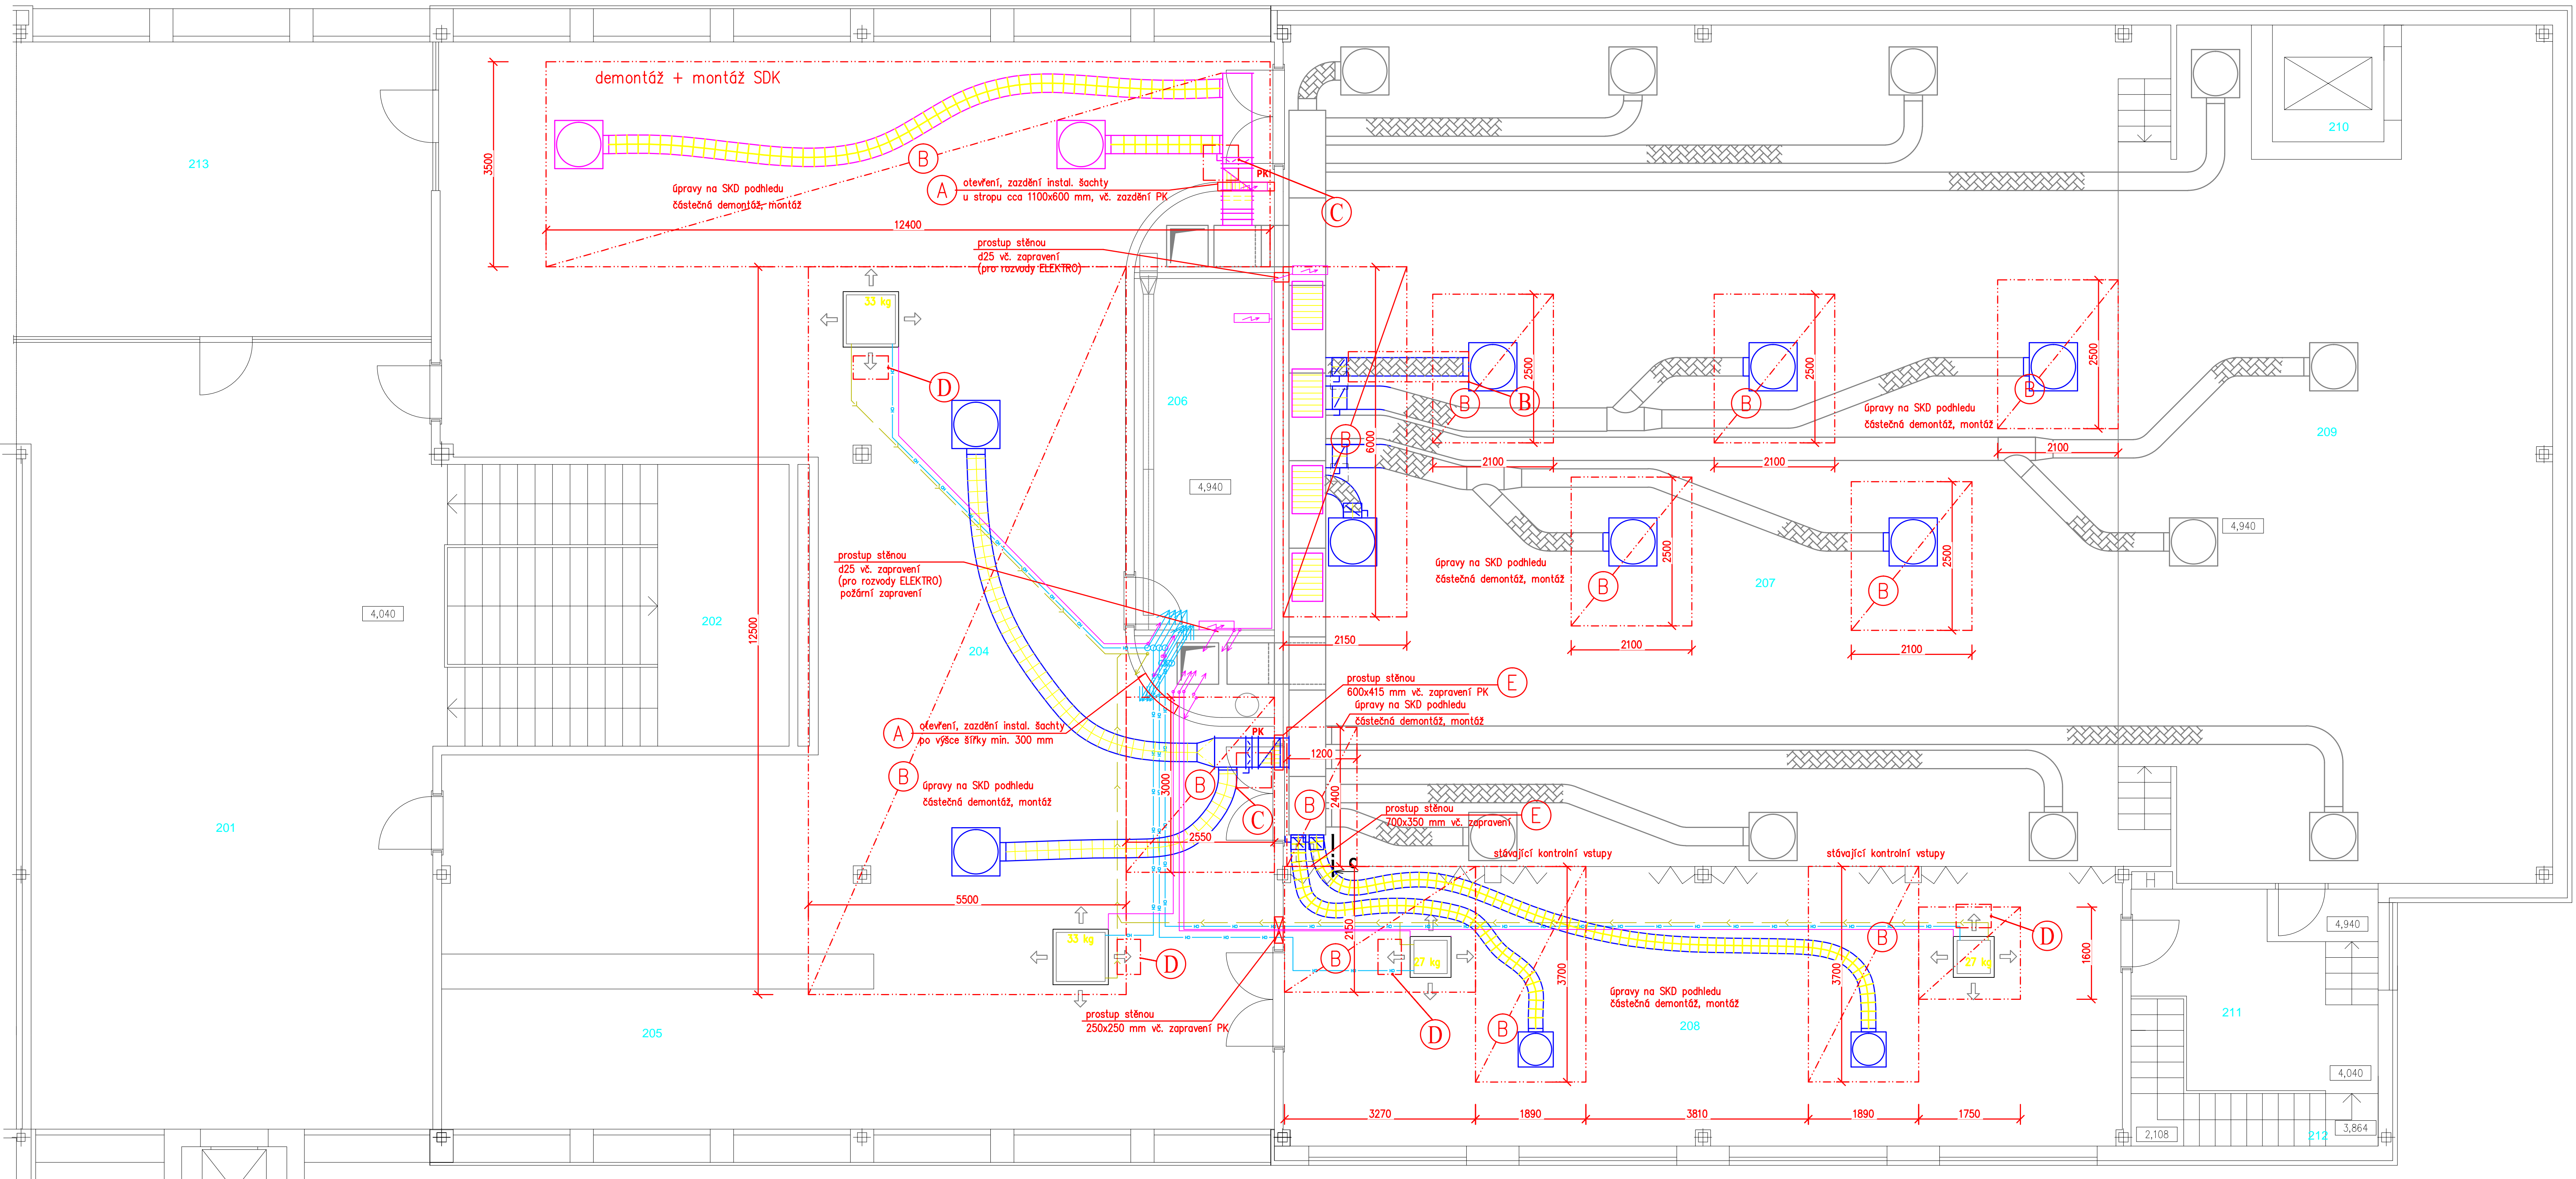 demontáž + montáž SDK
3500
213
210
B
úpravy na SKD podhledu
částečná demontáž, montáž
A
otevření, zazdění instal. šachty
u stropu cca 1100x600 mm, vč. zazdění PK
PK
C
12400
prostup stěnou
d25 vč. zapravení
(pro rozvody ELEKTRO)
33 kg
D
206
6000
B
4,940
2500
B
B
2100
2500
B
2100
2500
B
2100
úpravy na SKD podhledu
částečná demontáž, montáž
209
4,940
prostup stěnou
d25 vč. zapravení
(pro rozvody ELEKTRO)
požární zapravení
úpravy na SKD podhledu
částečná demontáž, montáž
2500
B
2100
207
2500
B
2100
2150
4,040
202
12500
204
prostup stěnou
600x415 mm vč. zapravení PK
E
úpravy na SKD podhledu
částečná demontáž, montáž
A
otevření, zazdění instal. šachty
po výšce šířky min. 300 mm
B
úpravy na SKD podhledu
částečná demontáž, montáž
PK
1200
3000
B
C
2550
2400
B
prostup stěnou
700x350 mm vč. zapravení
E
201
stávající kontrolní vstupy
stávající kontrolní vstupy
5500
33 kg
D
2150
B
27 kg
D
3700
B
3700
B
27 kg
D
1600
4,940
úpravy na SKD podhledu
částečná demontáž, montáž
208
prostup stěnou
250x250 mm vč. zapravení PK
205
211
4,040
3270
1890
3810
1890
1750
2,108
3,864
212